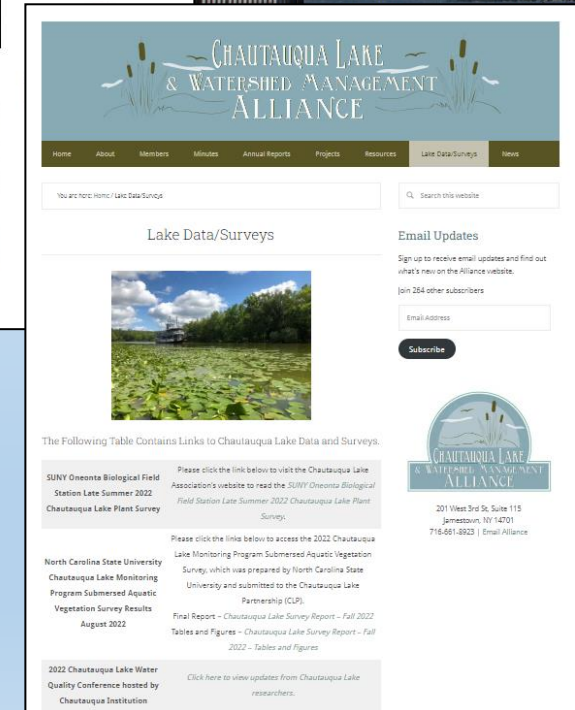 CHAUTAUQUA LAKE
& WATERSHED MANAGEMENT
ALLIANCE
Home About Members Minutes Annual Reports Projects Resources Lake Data/Surveys News
You are here: Home / Lake Data/Surveys
Search this website
Lake Data/Surveys
Email Updates
Sign up to receive email updates and find out
what's new on the Alliance website.
Join 264 other subscribers
Email Address
Subscribe
The Following Table Contains Links to Chautauqua Lake Data and Surveys.
SUNY Oneonta Biological Field
Station Late Summer 2022
Chautauqua Lake Plant Survey
Please click the link below to visit the Chautauqua Lake
Association's website to read the SUNY Oneonta Biological
Field Station Late Summer 2022 Chautauqua Lake Plant
Survey.
North Carolina State University
Chautauqua Lake Monitoring
Program Submersed Aquatic
Vegetation Survey Results
August 2022
Please click the links below to access the 2022 Chautauqua
Lake Monitoring Program Submersed Aquatic Vegetation
Survey, which was prepared by North Carolina State
University and submitted to the Chautauqua Lake
Partnership (CLP).
Final Report – Chautauqua Lake Survey Report – Fall 2022
Tables and Figures – Chautauqua Lake Survey Report – Fall
2022 – Tables and Figures
2022 Chautauqua Lake Water
Quality Conference hosted by
Chautauqua Institution
Click here to view updates from Chautauqua Lake
researchers.
CHAUTAUQUA LAKE
& WATERSHED MANAGEMENT
ALLIANCE
201 West 3rd St, Suite 115
Jamestown, NY 14701
716-661-8923 | Email Alliance